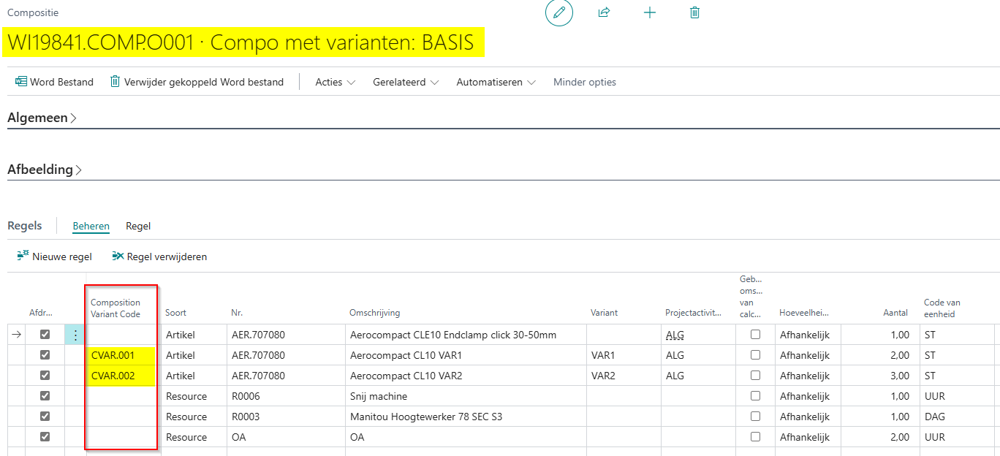 Compositie
WI19841.COMP.O001 · Compo met varianten: BASIS
Word Bestand Verwijder gekoppeld Word bestand Acties Gerelateerd Automatiseren Minder opties
Algemeen
Afbeelding
Regels Beheren Regel
Nieuwe regel Regel verwijderen
Afdr... Composition Variant Code Soort Nr. Omschrijving Variant Projectactivit... Geb... oms... van calc... Hoeveelhei... Aantal Code van eenheid
Artikel AER.707080 Aerocompact CLE10 Endclamp click 30-50mm ALG Afhankelijk 1,00 ST
CVAR.001 Artikel AER.707080 Aerocompact CL10 VAR1 VAR1 ALG Afhankelijk 2,00 ST
CVAR.002 Artikel AER.707080 Aerocompact CL10 VAR2 VAR2 ALG Afhankelijk 3,00 ST
Resource R0006 Snij machine Afhankelijk 1,00 UUR
Resource R0003 Manitou Hoogtewerker 78 SEC S3 Afhankelijk 1,00 DAG
Resource OA OA Afhankelijk 2,00 UUR